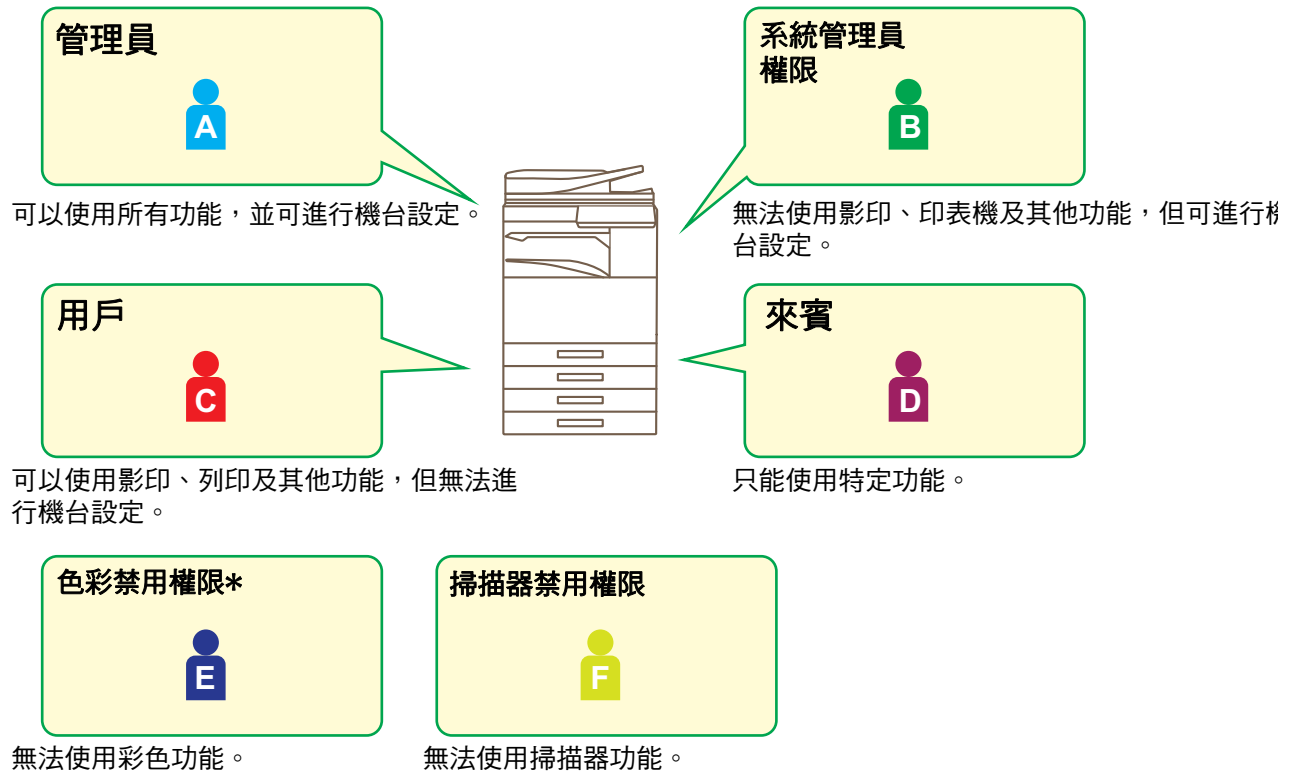 管理員
A
可以使用所有功能，並可進行機台設定。
系統管理員
權限
B
無法使用影印、印表機及其他功能，但可進行
台設定。
用戶
C
可以使用影印、列印及其他功能，但無法進
行機台設定。
來賓
D
只能使用特定功能。
色彩禁用權限*
E
無法使用彩色功能。
掃描器禁用權限
F
無法使用掃描器功能。